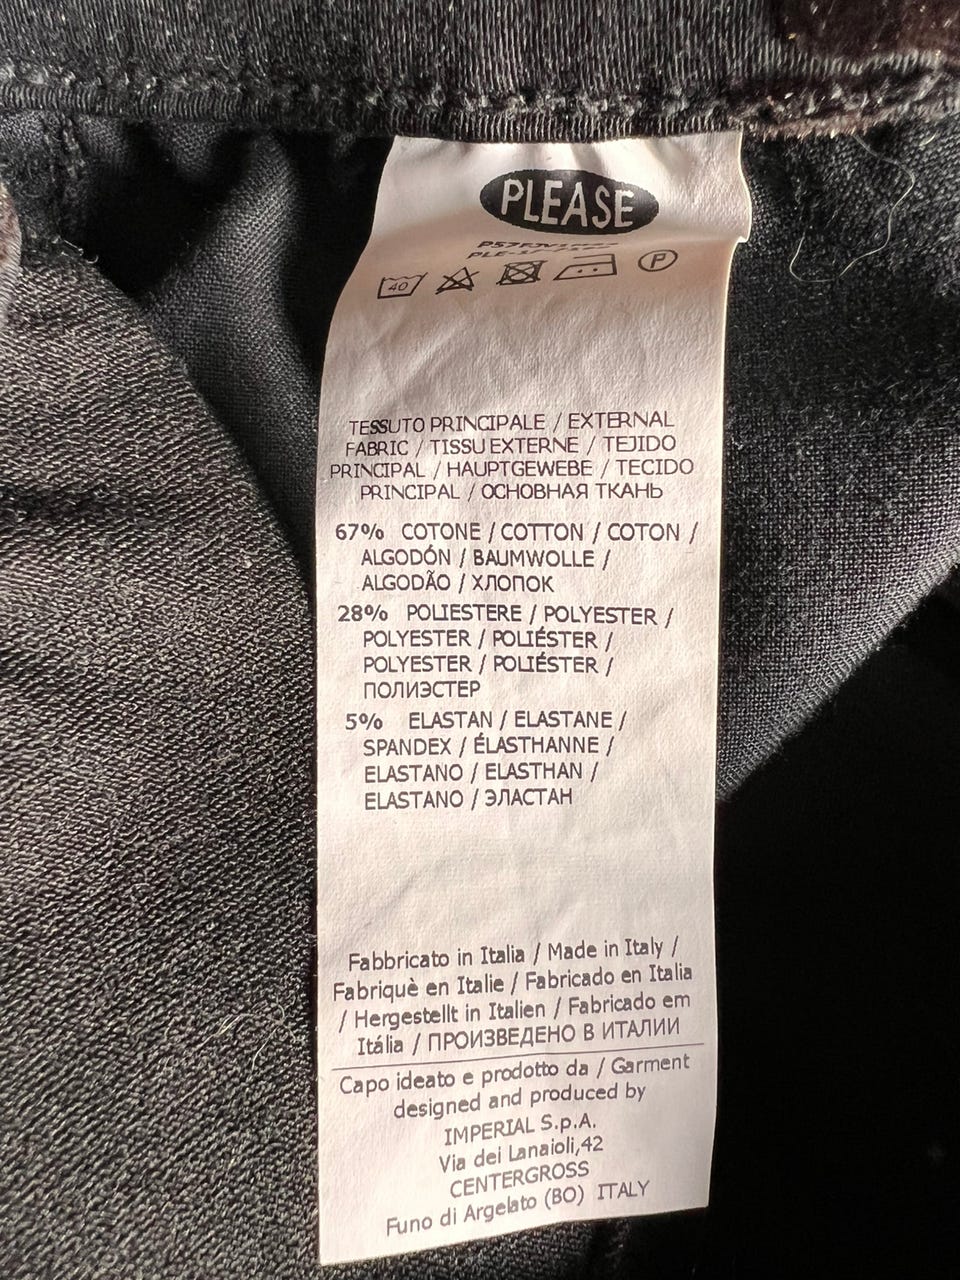 PLEASE
40
P
TESSUTO PRINCIPALE / EXTERNAL
FABRIC / TISSU EXTERNE / TEJIDO
PRINCIPAL / HAUPTGEWEBE / TECIDO
PRINCIPAL / ОСНОВНАЯ ТКАНЬ
67% COTONE / COTTON / COTON /
ALGODÓN / BAUMWOLLE /
ALGODÃO / ХЛОПОК
28% POLIESTERE / POLYESTER /
POLYESTER / POLIÉSTER /
POLYESTER / POLIÉSTER /
ПОЛИЭСТЕР
5% ELASTAN / ELASTANE /
SPANDEX / ÉLASTHANNE /
ELASTANO / ELASTHAN /
ELASTANO / ЭЛАСТАН
Fabbricato in Italia / Made in Italy /
Fabriquè en Italie / Fabricado en Italia
/ Hergestellt in Italien / Fabricado em
Itália / ПРОИЗВЕДЕНО В ИТАЛИИ
Capo ideato e prodotto da / Garment
designed and produced by
IMPERIAL S.p.A.
Via dei Lanaioli,42
CENTERGROSS
Funo di Argelato (BO) ITALY